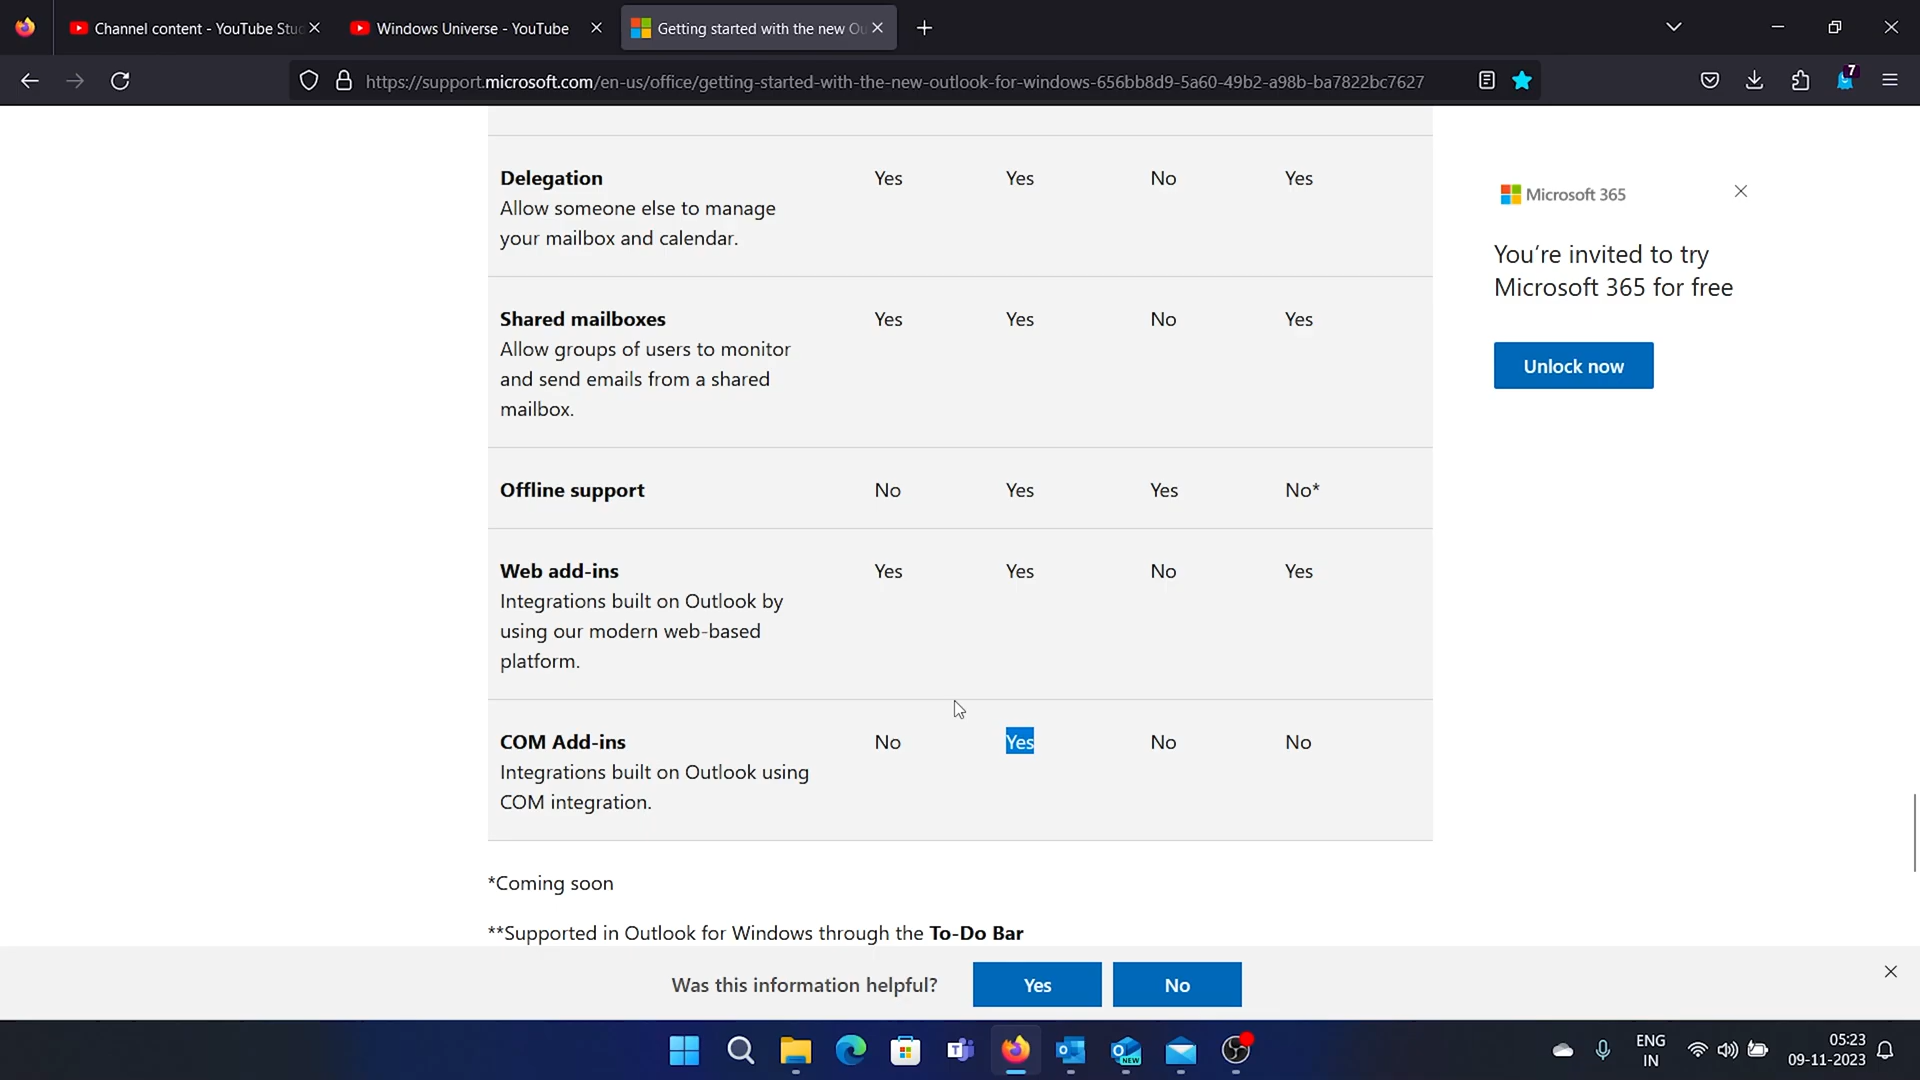 Channel content - YouTube Stu
Windows Universe - YouTube
Getting started with the new Ou
https://support.microsoft.com/en-us/office/getting-started-with-the-new-outlook-for-windows-656bb8d9-5a60-49b2-a98b-ba7822bc7627
7
Delegation Yes Yes No Yes
Allow someone else to manage
your mailbox and calendar.
Shared mailboxes Yes Yes No Yes
Allow groups of users to monitor
and send emails from a shared
mailbox.
Offline support No Yes Yes No*
Web add-ins Yes Yes No Yes
Integrations built on Outlook by
using our modern web-based
platform.
COM Add-ins No Yes No No
Integrations built on Outlook using
COM integration.
*Coming soon
**Supported in Outlook for Windows through the To-Do Bar
Microsoft 365
You're invited to try
Microsoft 365 for free
Unlock now
Was this information helpful? Yes No
NEW
ENG
IN
05:23
09-11-2023